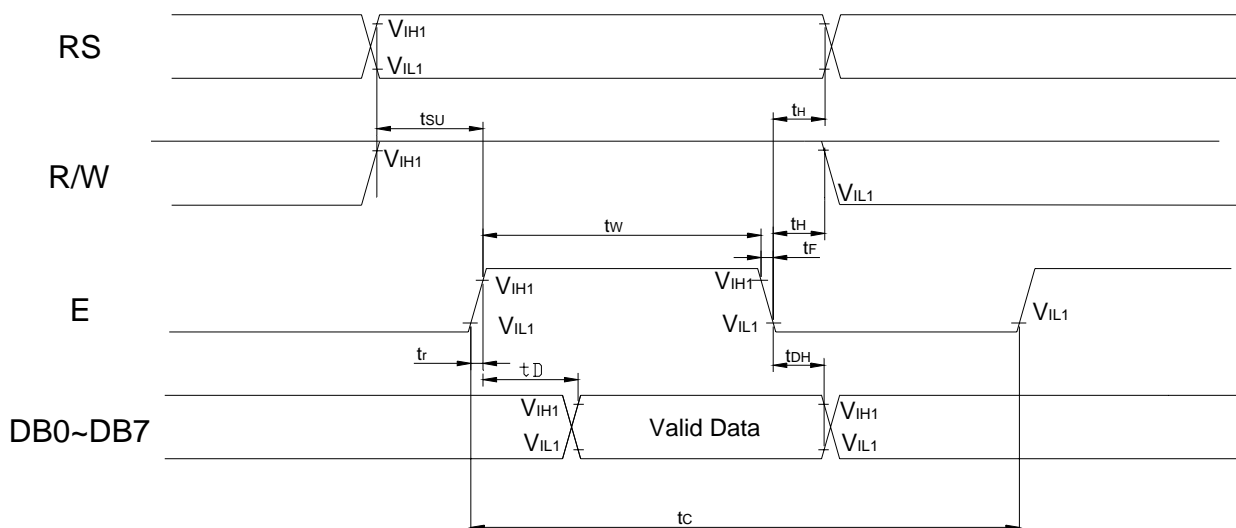 RS
VIH1
VIL1
tSU
tH
R/W
VIH1
VIL1
tW
tH
tF
E
VIH1
VIH1
VIL1
VIL1
VIL1
tr
tD
tDH
DB0~DB7
VIH1
Valid Data
VIH1
VIL1
VIL1
tC